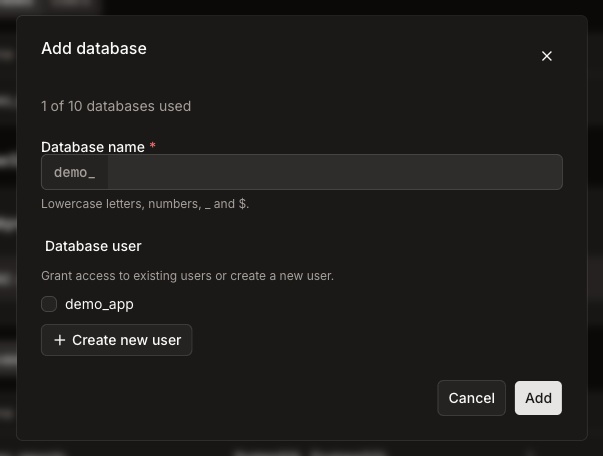 Add database
1 of 10 databases used
Database name *
demo_
Lowercase letters, numbers, _ and $.
Database user
Grant access to existing users or create a new user.
demo_app
+ Create new user
Cancel Add